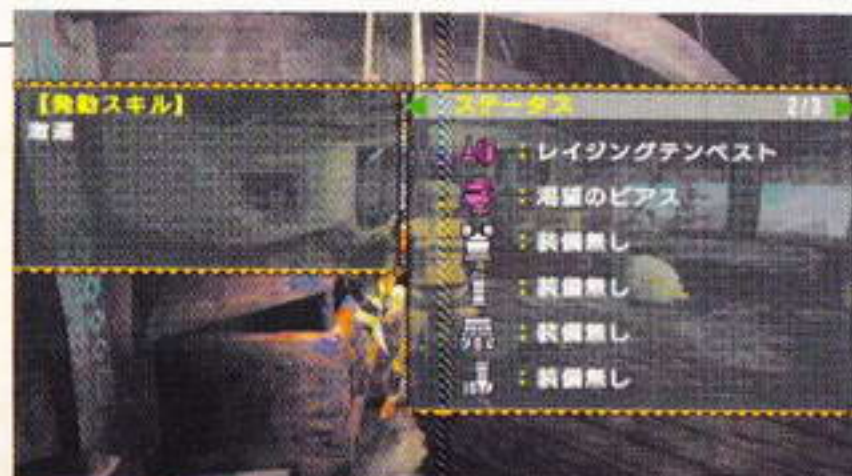 【発動スキル】
激運
ステータス 2/3
：レイジングテンペスト
：渇望のピアス
：装備無し
：装備無し
：装備無し
：装備無し